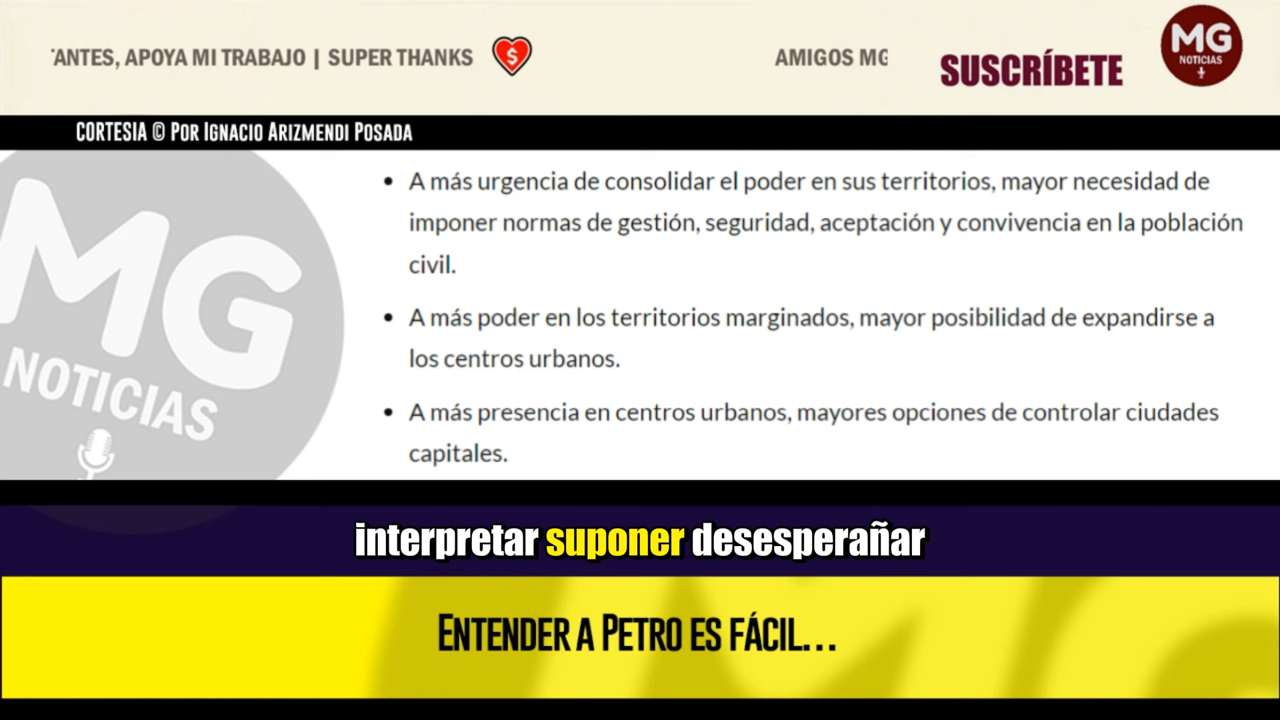 TANTES, APOYA MI TRABAJO | SUPER THANKS
$
AMIGOS MG
SUSCRÍBETE
MG
NOTICIAS
CORTESIA © POR IGNACIO ARIZMENDI POSADA
MG
NOTICIAS
• A más urgencia de consolidar el poder en sus territorios, mayor necesidad de
imponer normas de gestión, seguridad, aceptación y convivencia en la población
civil.
• A más poder en los territorios marginados, mayor posibilidad de expandirse a
los centros urbanos.
• A más presencia en centros urbanos, mayores opciones de controlar ciudades
capitales.
interpretar suponer desesperañar
ENTENDER A PETRO ES FÁCIL...